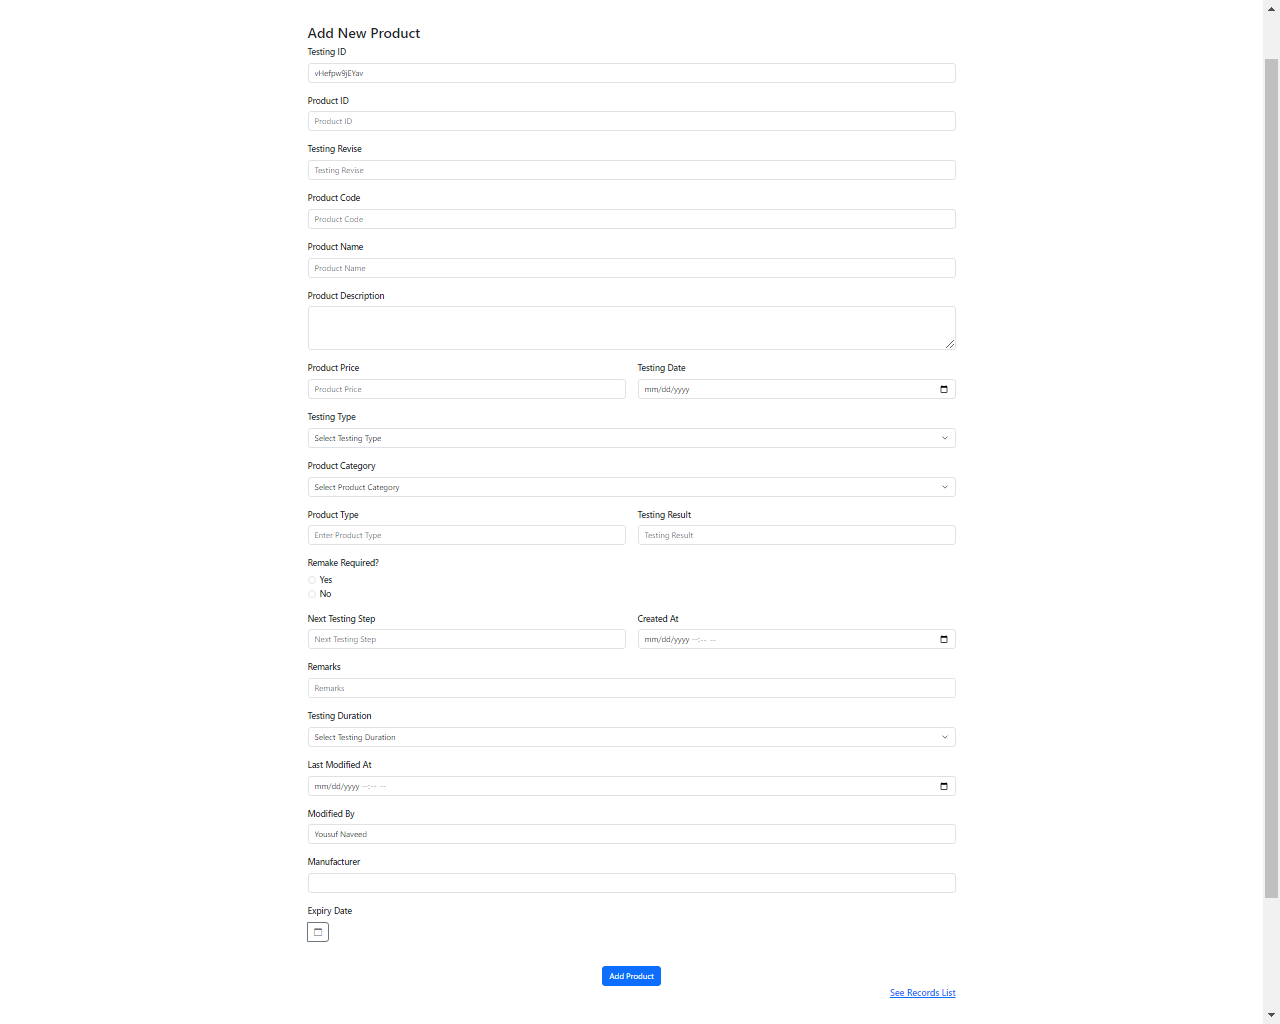 Add New Product
Testing ID
vHefpw9jEYav
Product ID
Product ID
Testing Revise
Testing Revise
Product Code
Product Code
Product Name
Product Name
Product Description
Product Price Testing Date
Product Price mm/dd/yyyy
Testing Type
Select Testing Type
Product Category
Select Product Category
Product Type Testing Result
Enter Product Type Testing Result
Remake Required?
Yes
No
Next Testing Step Created At
Next Testing Step mm/dd/yyyy --:-- --
Remarks
Remarks
Testing Duration
Select Testing Duration
Last Modified At
mm/dd/yyyy --:-- --
Modified By
Yousuf Naveed
Manufacturer
Expiry Date
Add Product
See Records List